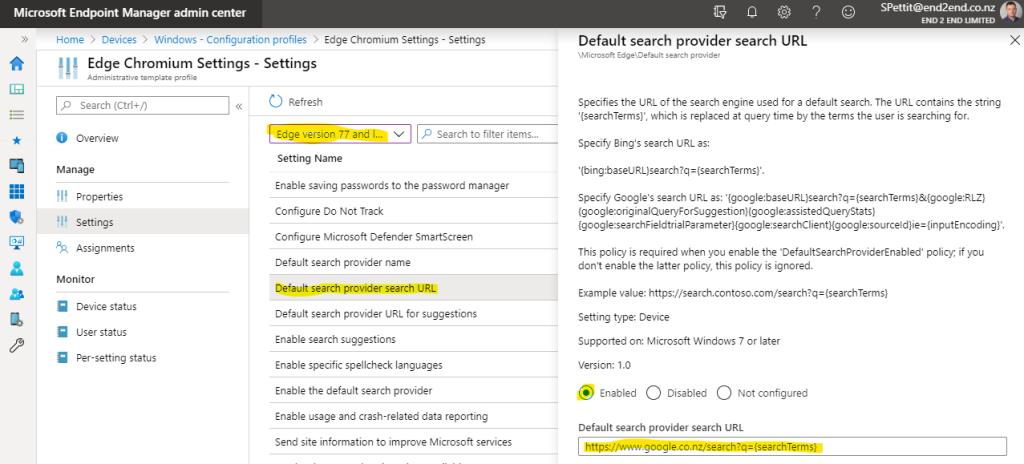 Microsoft Endpoint Manager admin center
SPettit@end2end.co.nz
END 2 END LIMITED
Home > Devices > Windows - Configuration profiles > Edge Chromium Settings - Settings
Edge Chromium Settings - Settings
Administrative template profile
Search (Ctrl+/)
Overview
Manage
Properties
Settings
Assignments
Monitor
Device status
User status
Per-setting status
Refresh
Edge version 77 and l...
Search to filter items...
Setting Name
Enable saving passwords to the password manager
Configure Do Not Track
Configure Microsoft Defender SmartScreen
Default search provider name
Default search provider search URL
Default search provider URL for suggestions
Enable search suggestions
Enable specific spellcheck languages
Enable the default search provider
Enable usage and crash-related data reporting
Send site information to improve Microsoft services
Default search provider search URL
\Microsoft Edge\Default search provider
Specifies the URL of the search engine used for a default search. The URL contains the string
'{searchTerms}', which is replaced at query time by the terms the user is searching for.
Specify Bing's search URL as:
'{bing:baseURL}search?q={searchTerms}'.
Specify Google's search URL as: '{google:baseURL}search?q={searchTerms}&{google:RLZ}
{google:originalQueryForSuggestion}{google:assistedQueryStats}
{google:searchFieldtrialParameter}{google:searchClient}{google:sourceId}ie={inputEncoding}'.
This policy is required when you enable the 'DefaultSearchProviderEnabled' policy; if you
don't enable the latter policy, this policy is ignored.
Example value: https://search.contoso.com/search?q={searchTerms}
Setting type: Device
Supported on: Microsoft Windows 7 or later
Version: 1.0
Enabled Disabled Not configured
Default search provider search URL
https://www.google.co.nz/search?q={searchTerms}